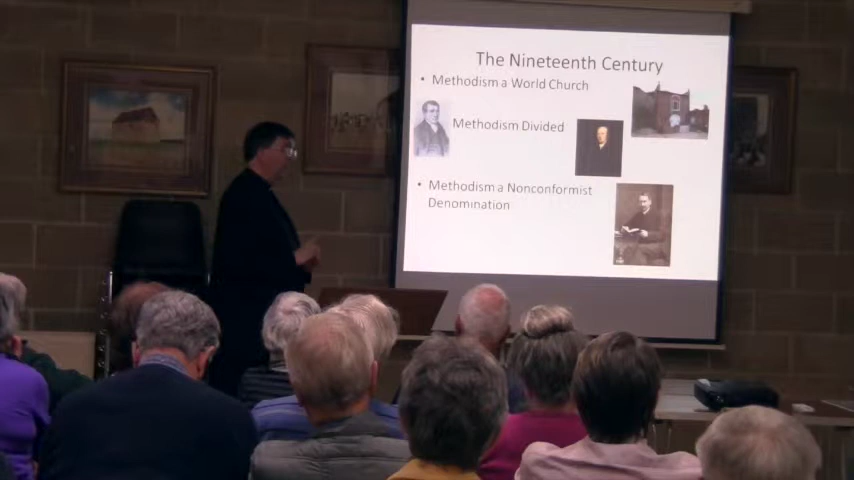 The Nineteenth Century
• Methodism a World Church
Methodism Divided
• Methodism a Nonconformist
Denomination